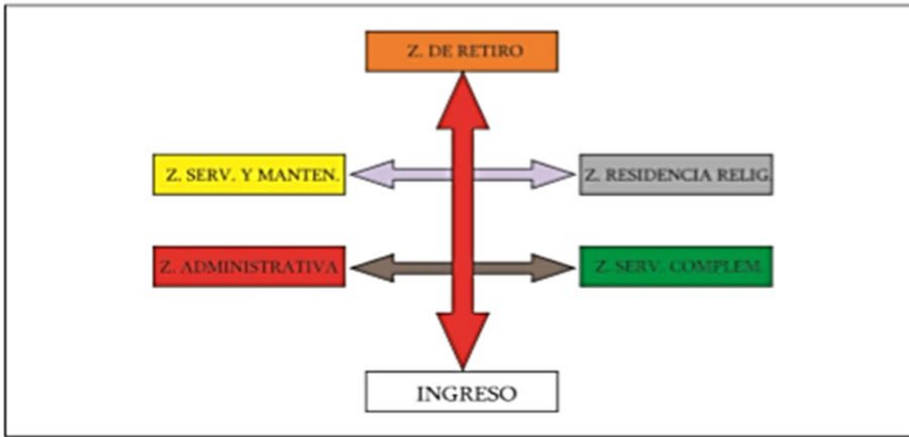 Z. DE RETIRO
Z. SERV. Y MANTEN.
Z. RESIDENCIA RELIG.
Z. ADMINISTRATIVA
Z. SERV. COMPLEM.
INGRESO